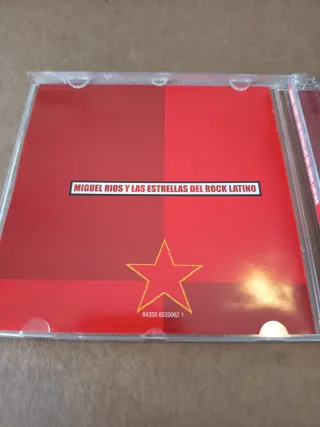 MIGUEL RIOS Y LAS ESTRELLAS DEL ROCK LATINO
84350 6520062 1